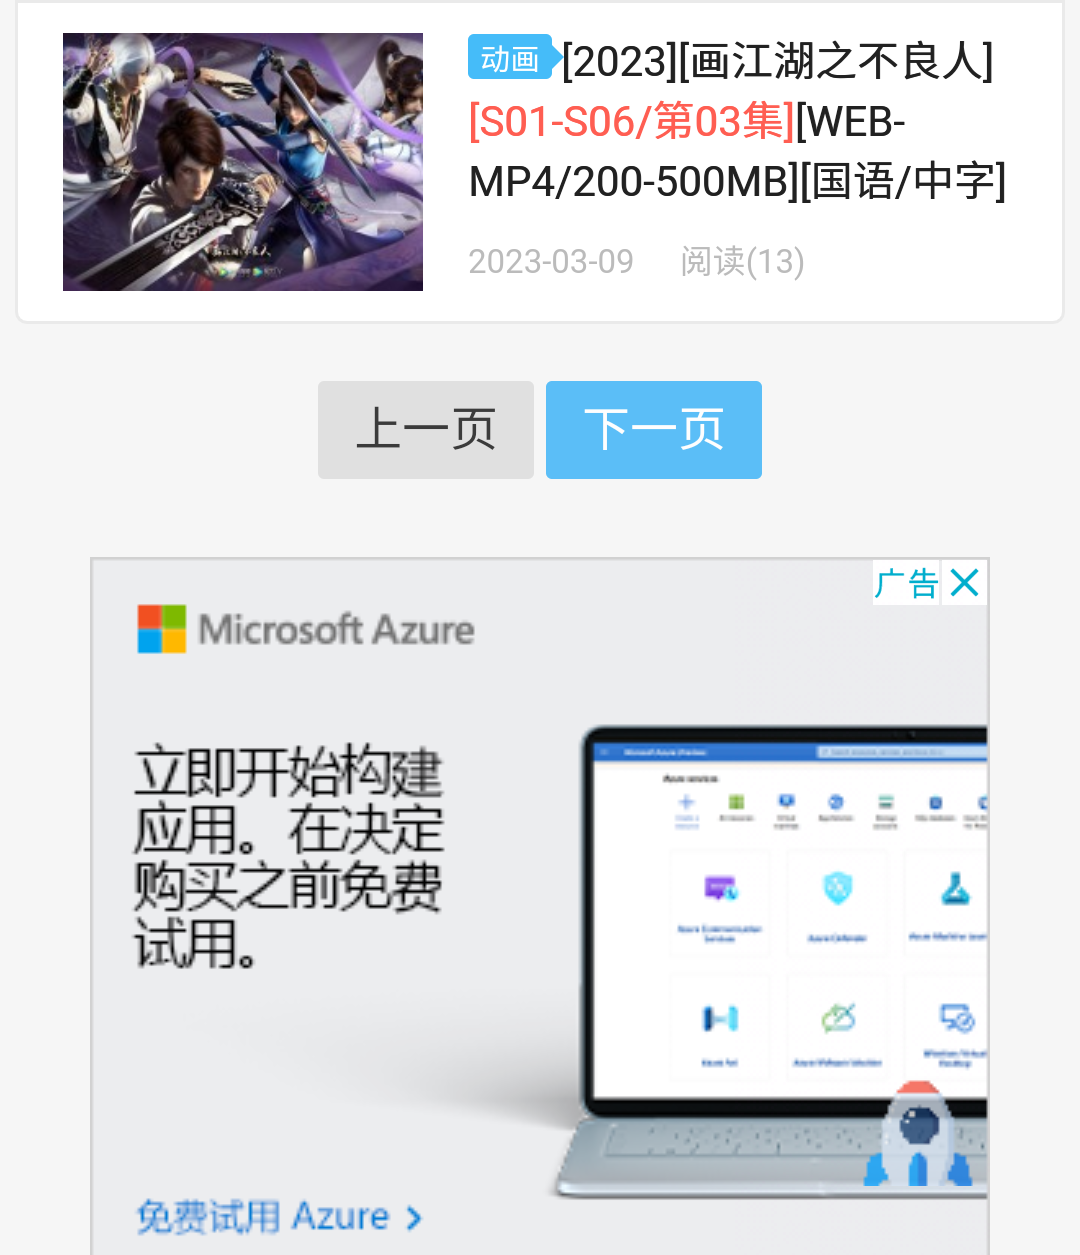 动画
[2023][画江湖之不良人]
[S01-S06/第03集][WEB-
MP4/200-500MB][国语/中字]
2023-03-09 阅读(13)
上一页 下一页
广告
Microsoft Azure
立即开始构建
应用。在决定
购买之前免费
试用。
免费试用 Azure